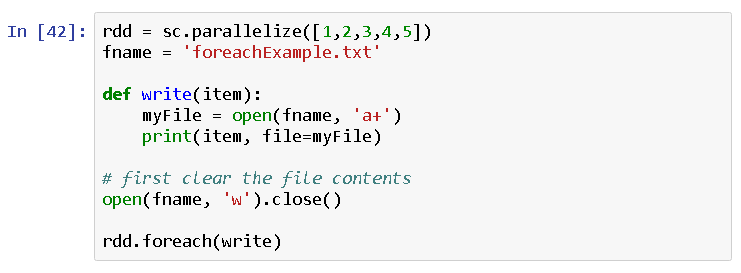 In [42]: rdd = sc.parallelize([1,2,3,4,5])
fname = 'foreachExample.txt'
def write(item):
    myFile = open(fname, 'a+')
    print(item, file=myFile)
# first clear the file contents
open(fname, 'w').close()
rdd.foreach(write)